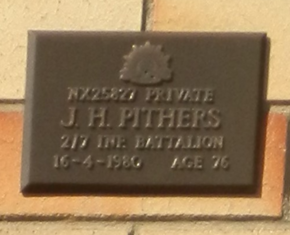 NX25827 PRIVATE
J. H. PITHERS
2/7 INF BATTALION
16-4-1980 AGE 76